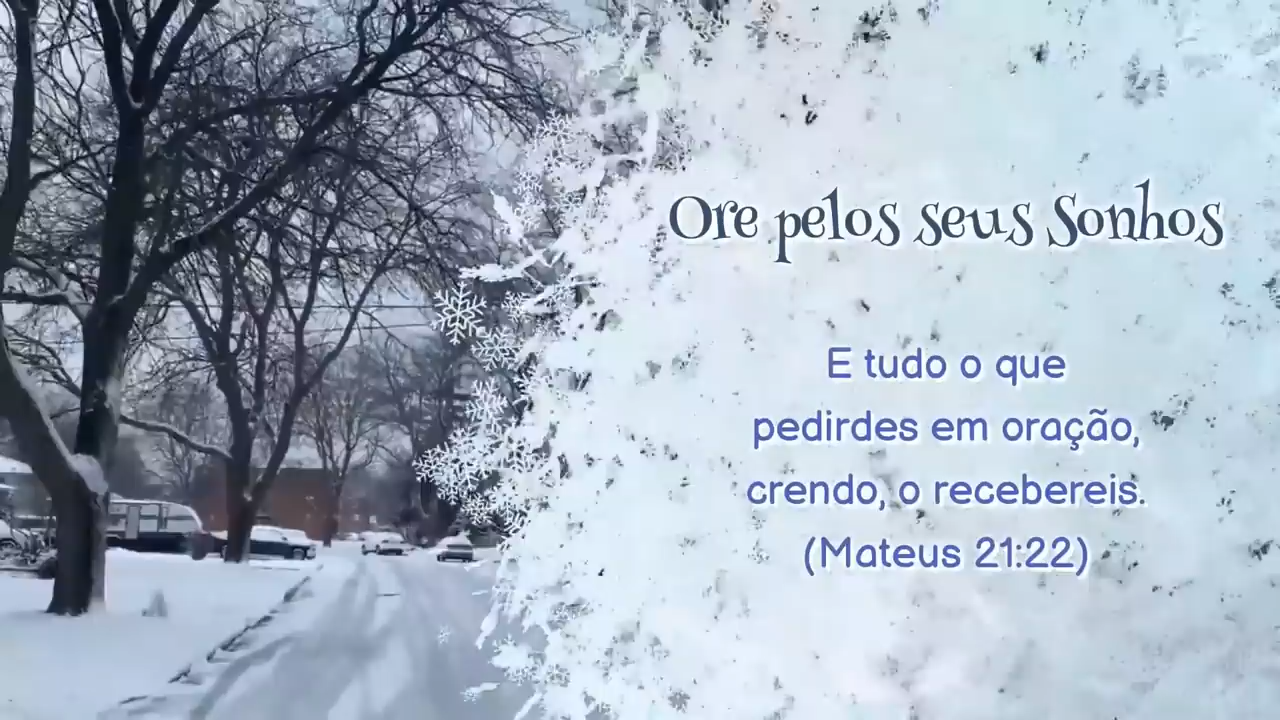 Ore pelos seus Sonhos
E tudo o que
pedirdes em oração,
crendo, o recebereis.
(Mateus 21:22)